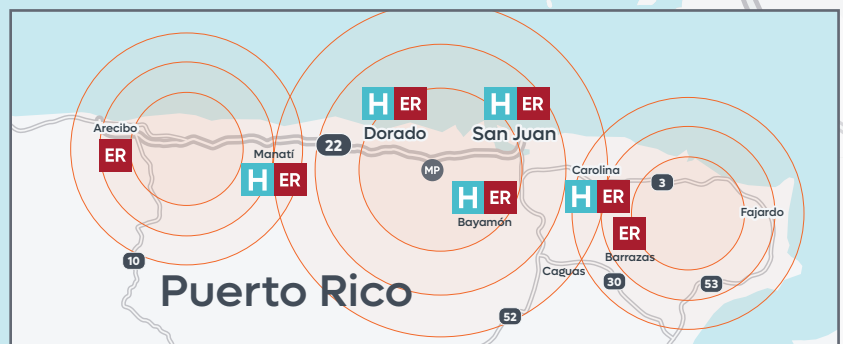 H ER
Dorado
H ER
San Juan
Arecibo
ER
22
Manatí
H ER
MP
H ER
Bayamón
Carolina
H ER
3
Fajardo
ER
Barrazas
10
Caguas
30
53
Puerto Rico
52